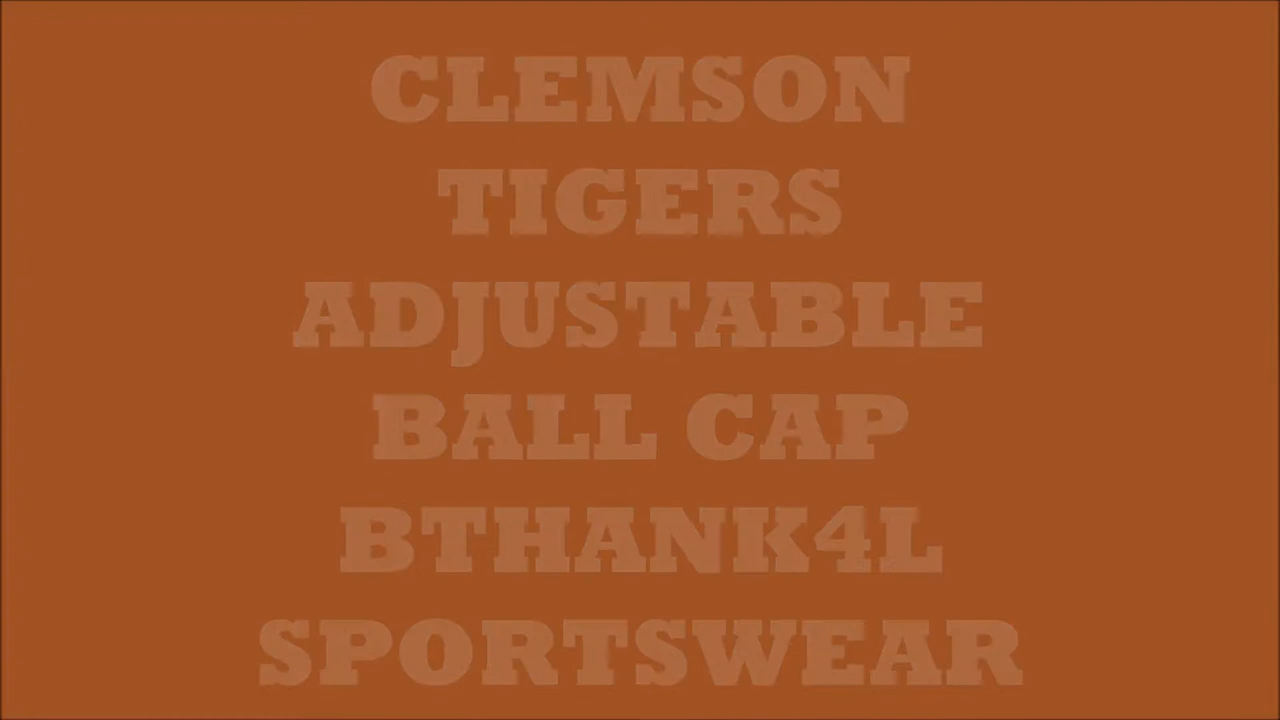 CLEMSON
TIGERS
ADJUSTABLE
BALL CAP
BTHANK4L
SPORTSWEAR